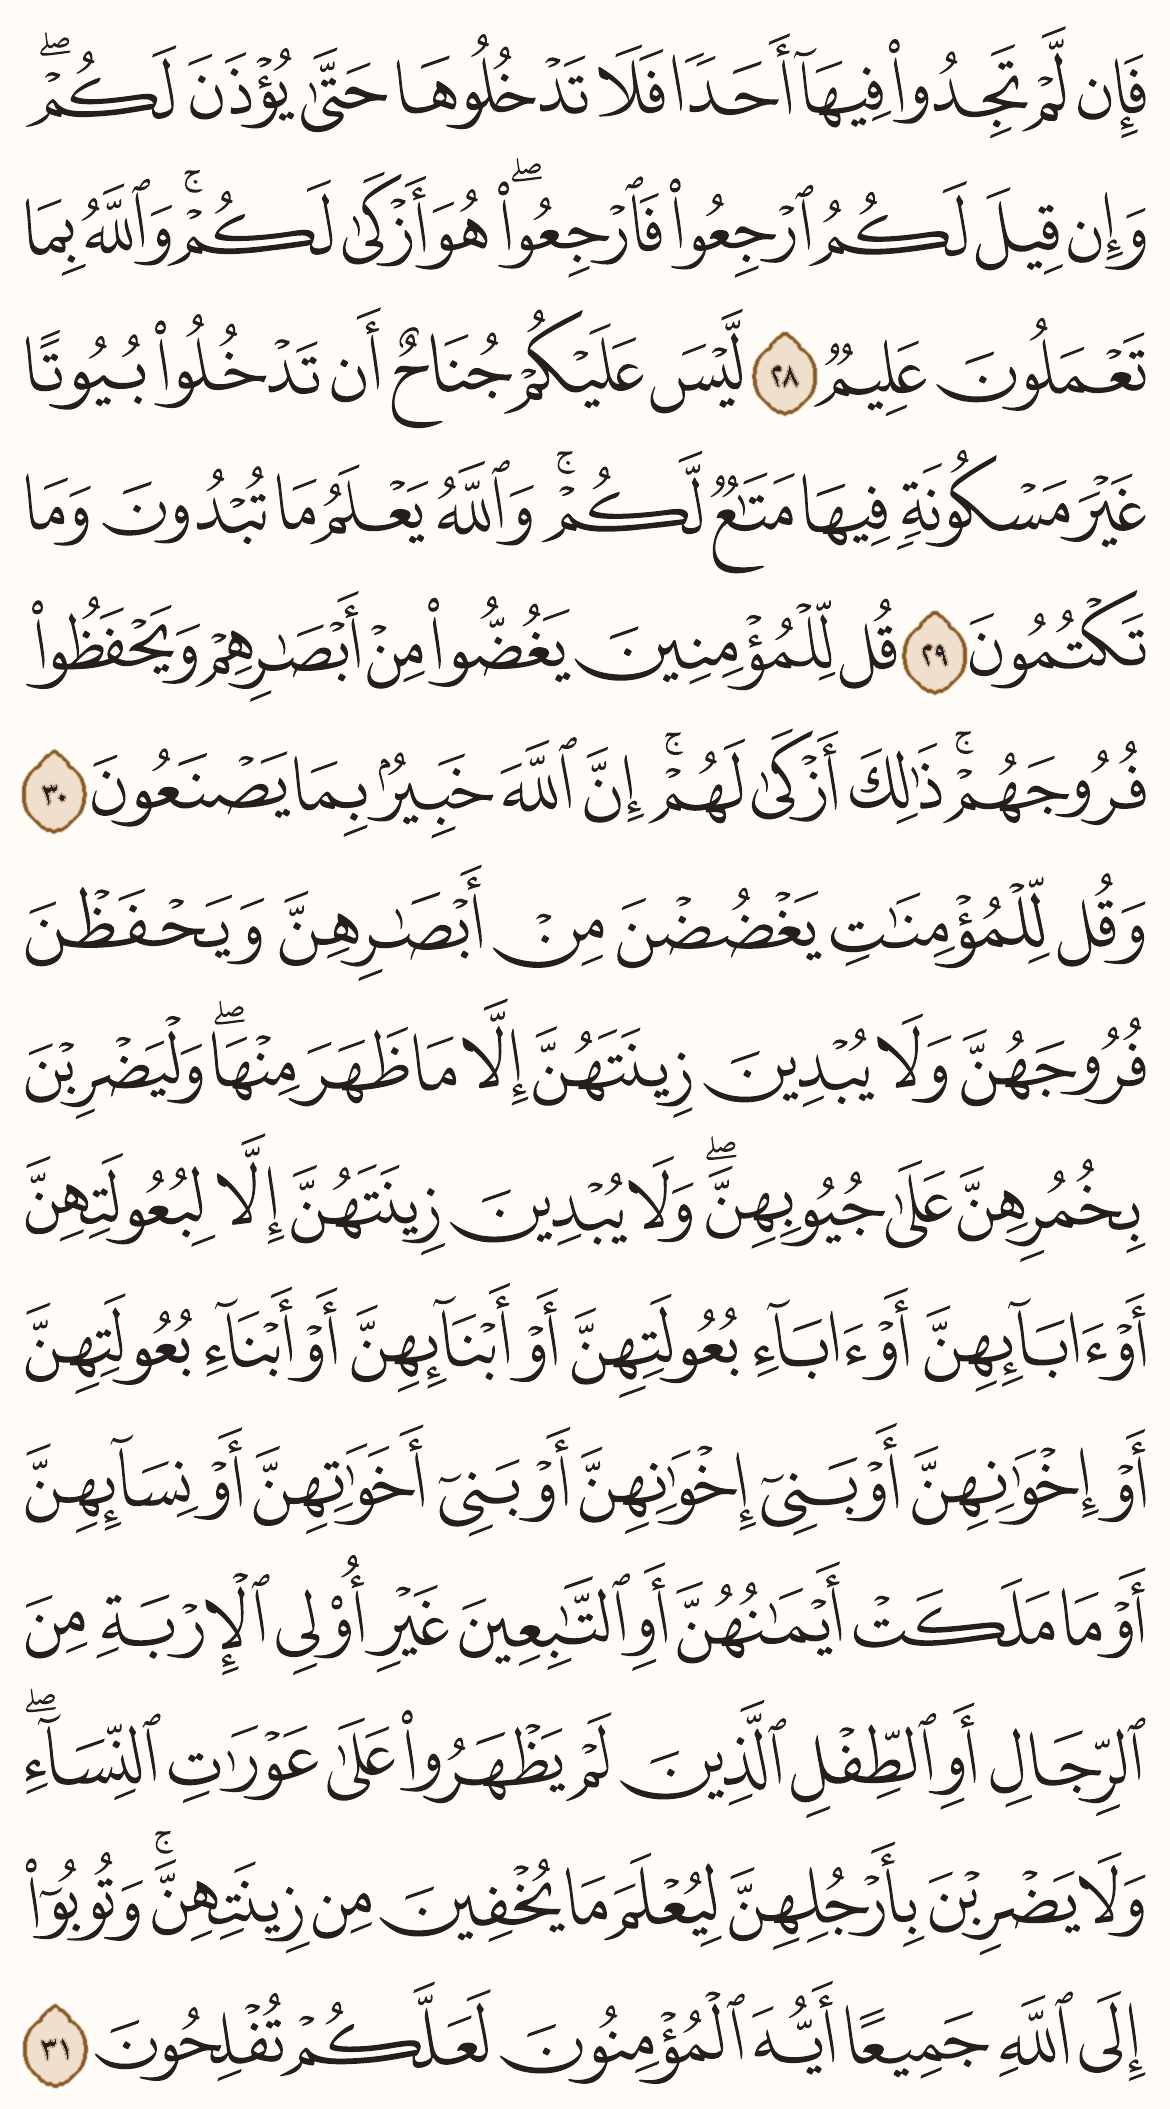 فَإِن لَّمْ تَجِدُوا۟ فِيهَآ أَحَدًا فَلَا تَدْخُلُوهَا حَتَّىٰ يُؤْذَنَ لَكُمْ ۖ
وَإِن قِيلَ لَكُمُ ٱرْجِعُوا۟ فَٱرْجِعُوا۟ ۖ هُوَ أَزْكَىٰ لَكُمْ ۚ وَٱللَّهُ بِمَا
تَعْمَلُونَ عَلِيمٌ ٢٨ لَّيْسَ عَلَيْكُمْ جُنَاحٌ أَن تَدْخُلُوا۟ بُيُوتًا
غَيْرَ مَسْكُونَةٍ فِيهَا مَتَـٰعٌ لَّكُمْ ۚ وَٱللَّهُ يَعْلَمُ مَا تُبْدُونَ وَمَا
تَكْتُمُونَ ٢٩ قُل لِّلْمُؤْمِنِينَ يَغُضُّوا۟ مِنْ أَبْصَـٰرِهِمْ وَيَحْفَظُوا۟
فُرُوجَهُمْ ۚ ذَٰلِكَ أَزْكَىٰ لَهُمْ ۚ إِنَّ ٱللَّهَ خَبِيرٌۢ بِمَا يَصْنَعُونَ ٣٠
وَقُل لِّلْمُؤْمِنَـٰتِ يَغْضُضْنَ مِنْ أَبْصَـٰرِهِنَّ وَيَحْفَظْنَ
فُرُوجَهُنَّ وَلَا يُبْدِينَ زِينَتَهُنَّ إِلَّا مَا ظَهَرَ مِنْهَا ۖ وَلْيَضْرِبْنَ
بِخُمُرِهِنَّ عَلَىٰ جُيُوبِهِنَّ ۖ وَلَا يُبْدِينَ زِينَتَهُنَّ إِلَّا لِبُعُولَتِهِنَّ
أَوْ ءَابَآئِهِنَّ أَوْ ءَابَآءِ بُعُولَتِهِنَّ أَوْ أَبْنَآئِهِنَّ أَوْ أَبْنَآءِ بُعُولَتِهِنَّ
أَوْ إِخْوَٰنِهِنَّ أَوْ بَنِىٓ إِخْوَٰنِهِنَّ أَوْ بَنِىٓ أَخَوَٰتِهِنَّ أَوْ نِسَآئِهِنَّ
أَوْ مَا مَلَكَتْ أَيْمَـٰنُهُنَّ أَوِ ٱلتَّـٰبِعِينَ غَيْرِ أُو۟لِى ٱلْإِرْبَةِ مِنَ
ٱلرِّجَالِ أَوِ ٱلطِّفْلِ ٱلَّذِينَ لَمْ يَظْهَرُوا۟ عَلَىٰ عَوْرَٰتِ ٱلنِّسَآءِ ۖ
وَلَا يَضْرِبْنَ بِأَرْجُلِهِنَّ لِيُعْلَمَ مَا يُخْفِينَ مِن زِينَتِهِنَّ ۚ وَتُوبُوٓا۟
إِلَى ٱللَّهِ جَمِيعًا أَيُّهَ ٱلْمُؤْمِنُونَ لَعَلَّكُمْ تُفْلِحُونَ ٣١